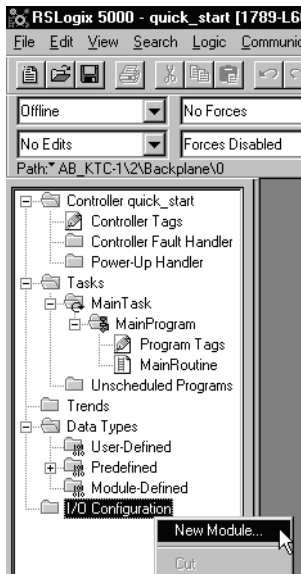 RSLogix 5000 - quick_start [1789-L6
File Edit View Search Logic Communic
Offline No Forces
No Edits Forces Disabled
Path: AB_KTC-1\2\Backplane\0
Controller quick_start
Controller Tags
Controller Fault Handler
Power-Up Handler
Tasks
MainTask
MainProgram
Program Tags
MainRoutine
Unscheduled Programs
Trends
Data Types
User-Defined
Predefined
Module-Defined
I/O Configuration
New Module...
Cut